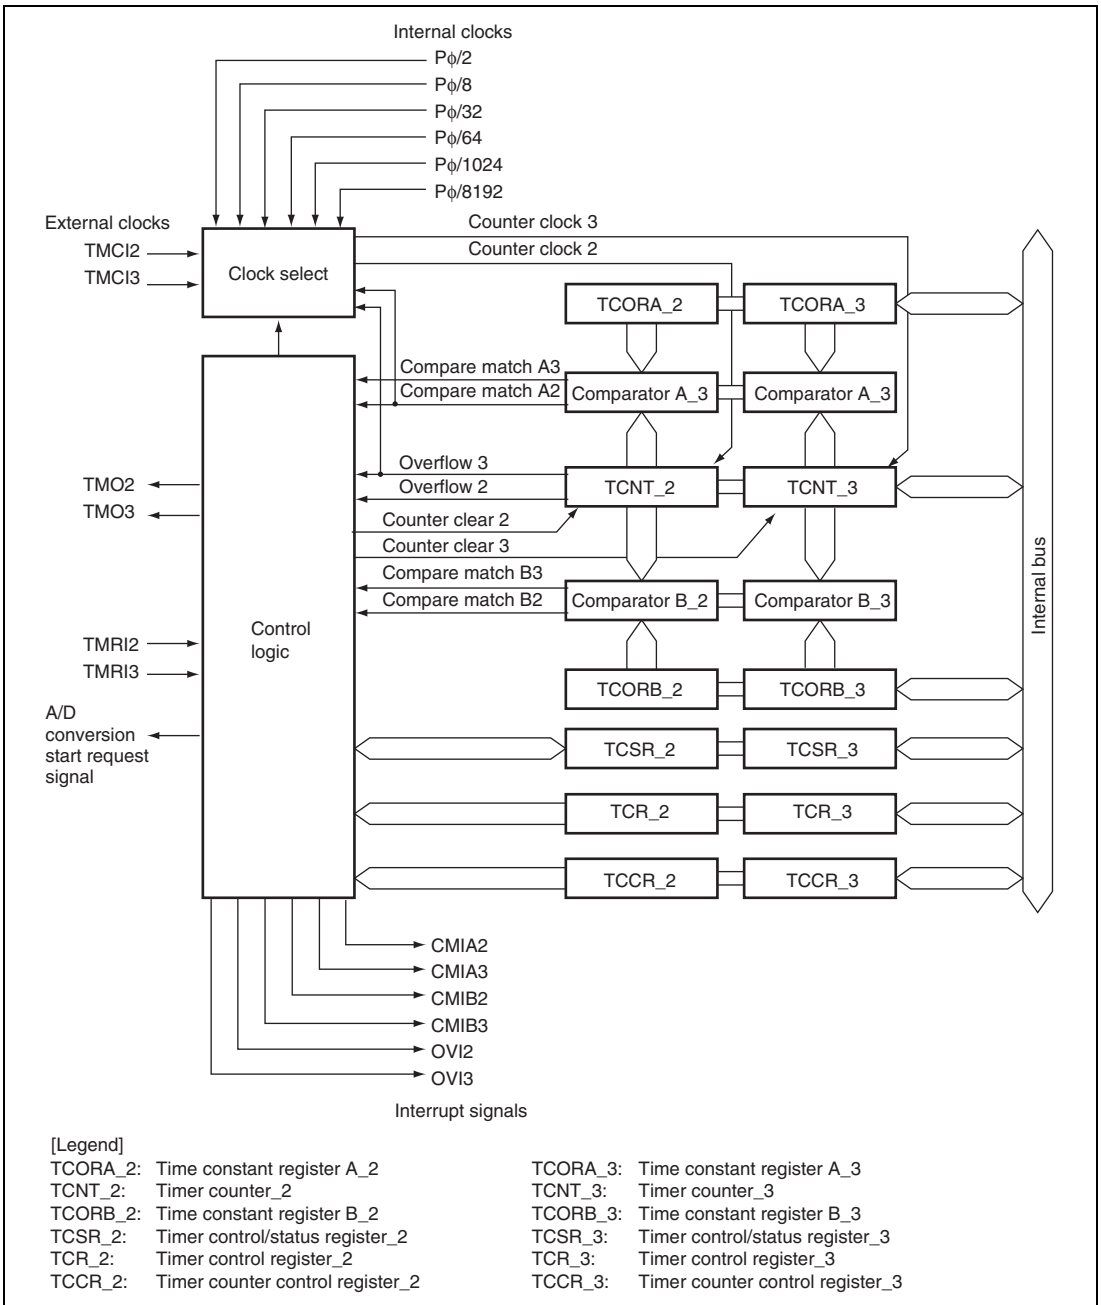 Internal clocks
Pϕ/2
Pϕ/8
Pϕ/32
Pϕ/64
Pϕ/1024
Pϕ/8192
External clocks
TMCI2
TMCI3
Clock select
Counter clock 3
Counter clock 2
TCORA_2
TCORA_3
Compare match A3
Compare match A2
Comparator A_3
Comparator A_3
Overflow 3
Overflow 2
TCNT_2
TCNT_3
TMO2
TMO3
Counter clear 2
Counter clear 3
Compare match B3
Compare match B2
Comparator B_2
Comparator B_3
Internal bus
Control
logic
TMRI2
TMRI3
TCORB_2
TCORB_3
A/D
conversion
start request
signal
TCSR_2
TCSR_3
TCR_2
TCR_3
TCCR_2
TCCR_3
CMIA2
CMIA3
CMIB2
CMIB3
OVI2
OVI3
Interrupt signals
[Legend]
TCORA_2: Time constant register A_2
TCNT_2: Timer counter_2
TCORB_2: Time constant register B_2
TCSR_2: Timer control/status register_2
TCR_2: Timer control register_2
TCCR_2: Timer counter control register_2
TCORA_3: Time constant register A_3
TCNT_3: Timer counter_3
TCORB_3: Time constant register B_3
TCSR_3: Timer control/status register_3
TCR_3: Timer control register_3
TCCR_3: Timer counter control register_3